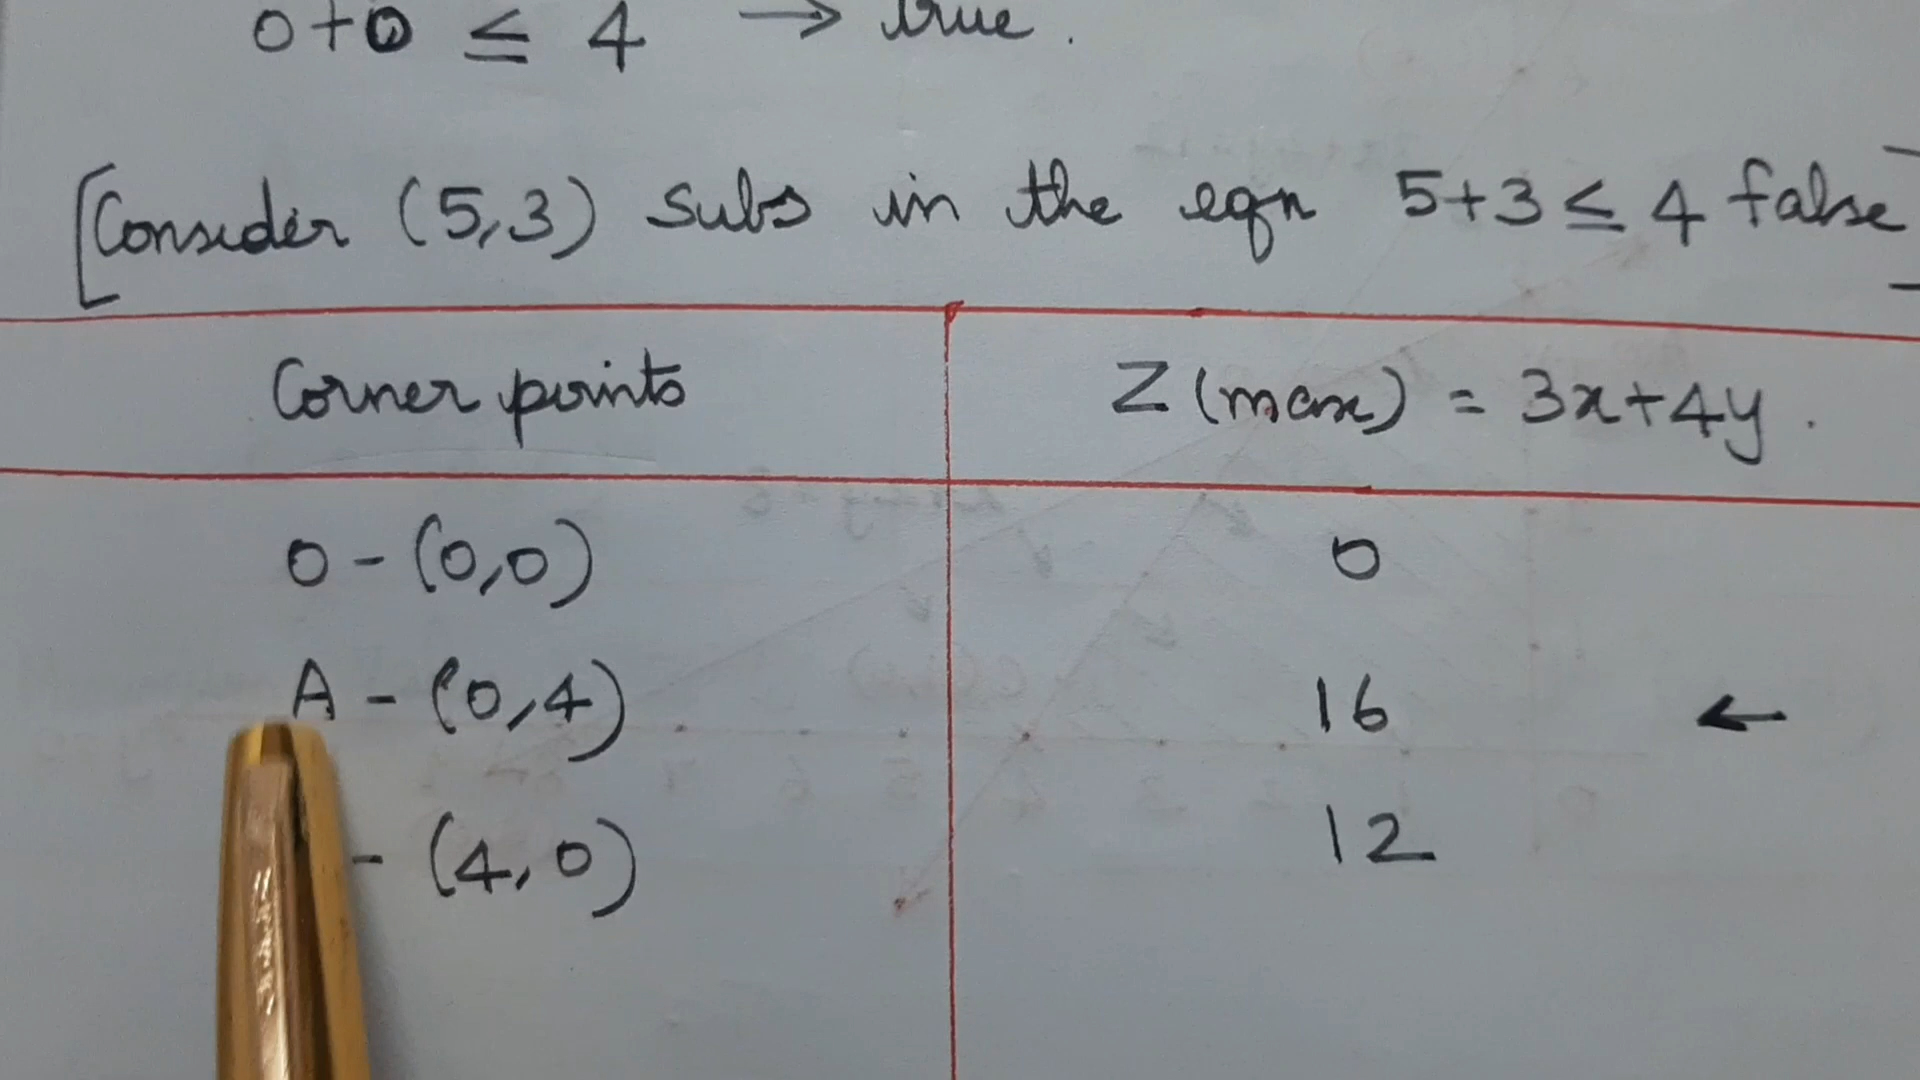 0+0 ≤ 4 → true.
[Consider (5,3) subs in the eqn 5+3 ≤ 4 false]
Corner points Z (max) = 3x+4y.
O - (0,0) 0
A - (0,4) 16 ←
- (4,0) 12